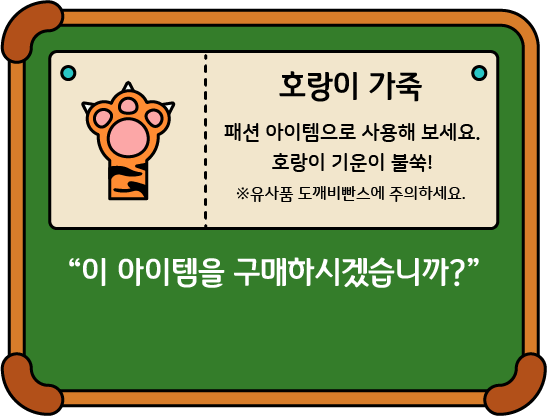 호랑이 가죽
패션 아이템으로 사용해 보세요.
호랑이 기운이 불쑥!
※유사품 도깨비빤스에 주의하세요.
“이 아이템을 구매하시겠습니까?”